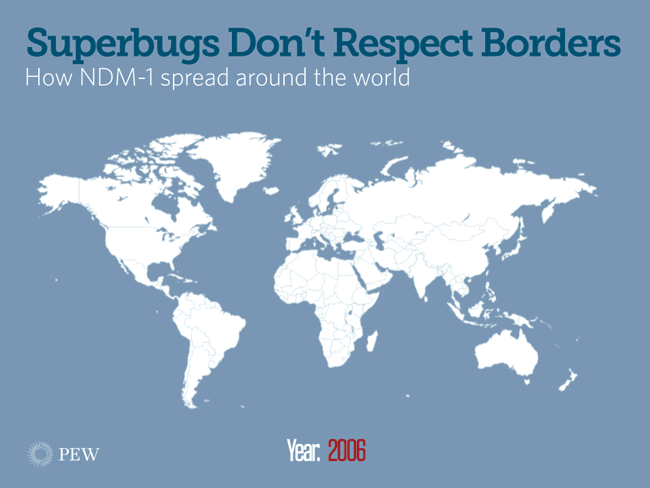 Superbugs Don't Respect Borders
How NDM-1 spread around the world
PEW
Year: 2006